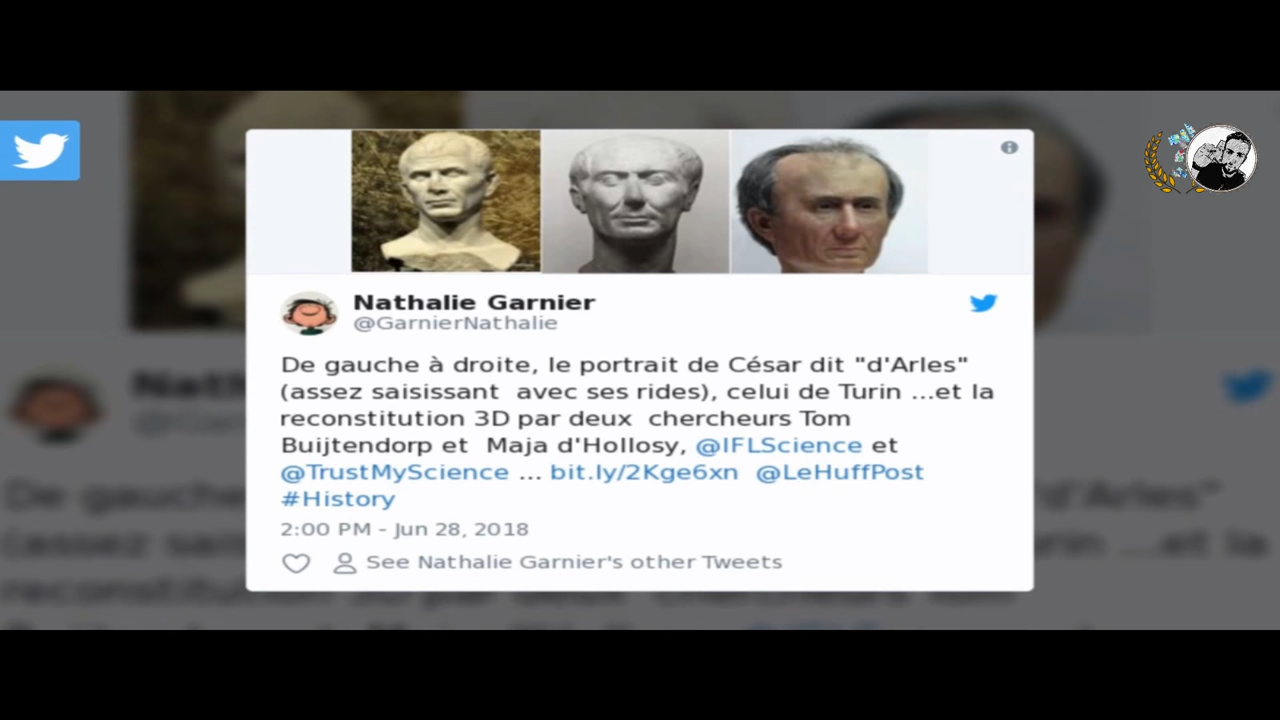 Nathalie Garnier
@GarnierNathalie
De gauche à droite, le portrait de César dit "d'Arles"
(assez saisissant avec ses rides), celui de Turin ...et la
reconstitution 3D par deux chercheurs Tom
Buijtendorp et Maja d'Hollosy, @IFLScience et
@TrustMyScience ... bit.ly/2Kge6xn @LeHuffPost
#History
2:00 PM - Jun 28, 2018
See Nathalie Garnier's other Tweets